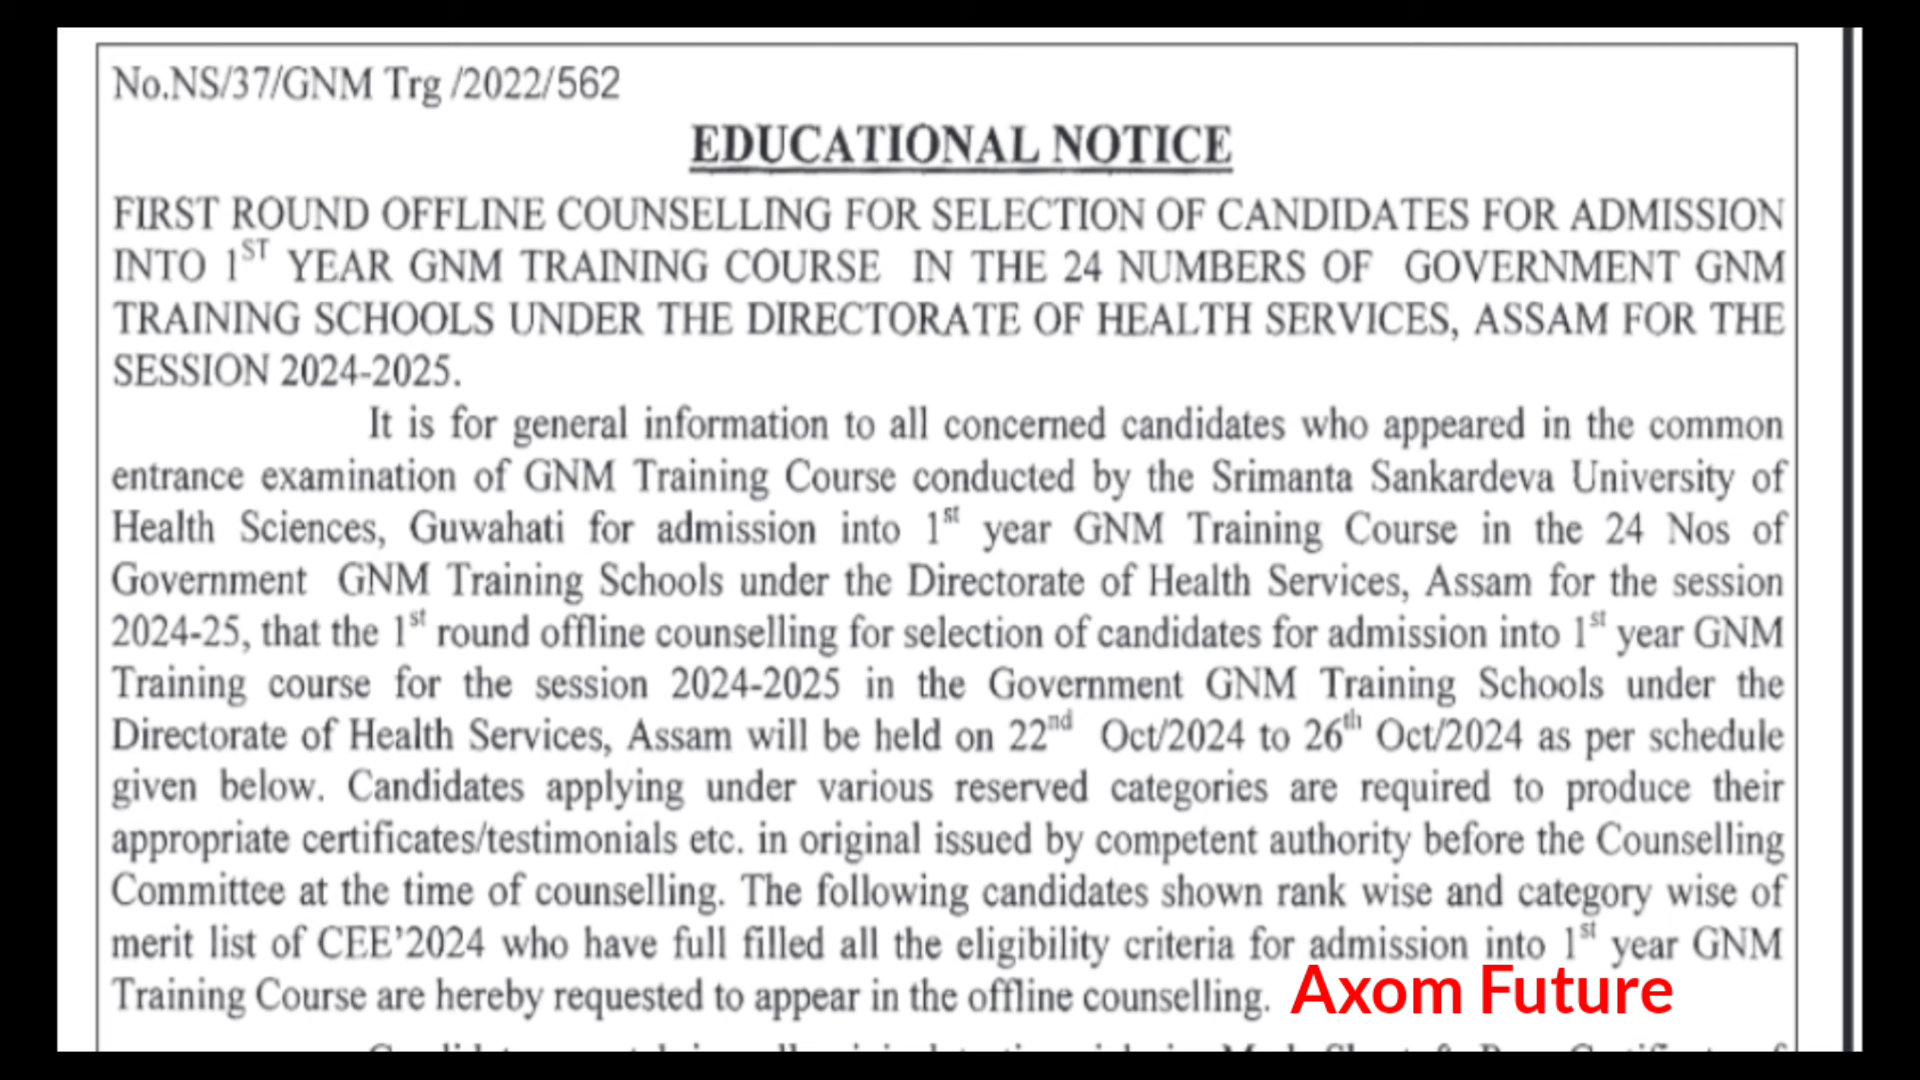 No.NS/37/GNM Trg /2022/562
EDUCATIONAL NOTICE
FIRST ROUND OFFLINE COUNSELLING FOR SELECTION OF CANDIDATES FOR ADMISSION
INTO 1ST YEAR GNM TRAINING COURSE IN THE 24 NUMBERS OF GOVERNMENT GNM
TRAINING SCHOOLS UNDER THE DIRECTORATE OF HEALTH SERVICES, ASSAM FOR THE
SESSION 2024-2025.
It is for general information to all concerned candidates who appeared in the common
entrance examination of GNM Training Course conducted by the Srimanta Sankardeva University of
Health Sciences, Guwahati for admission into 1st year GNM Training Course in the 24 Nos of
Government GNM Training Schools under the Directorate of Health Services, Assam for the session
2024-25, that the 1st round offline counselling for selection of candidates for admission into 1st year GNM
Training course for the session 2024-2025 in the Government GNM Training Schools under the
Directorate of Health Services, Assam will be held on 22nd Oct/2024 to 26th Oct/2024 as per schedule
given below. Candidates applying under various reserved categories are required to produce their
appropriate certificates/testimonials etc. in original issued by competent authority before the Counselling
Committee at the time of counselling. The following candidates shown rank wise and category wise of
merit list of CEE'2024 who have full filled all the eligibility criteria for admission into 1st year GNM
Training Course are hereby requested to appear in the offline counselling.
Axom Future